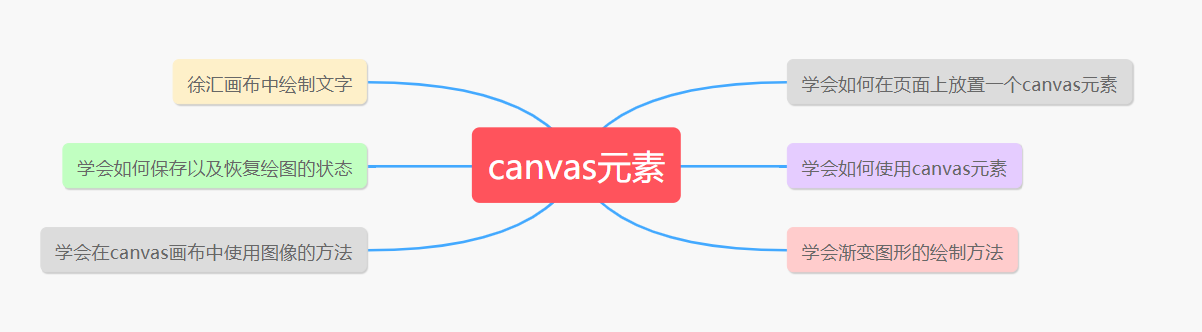 徐汇画布中绘制文字
学会如何在页面上放置一个canvas元素
学会如何保存以及恢复绘图的状态
canvas元素
学会如何使用canvas元素
学会在canvas画布中使用图像的方法
学会渐变图形的绘制方法